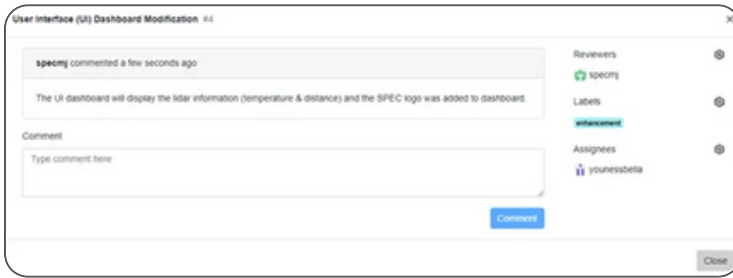 User Interface (UI) Dashboard Modification #4
specmj commented a few seconds ago
The UI dashboard will display the lidar information (temperature & distance) and the SPEC logo was added to dashboard.
Comment
Type comment here
Comment
Reviewers
specmj
Labels
enhancement
Assignees
younessbella
Close